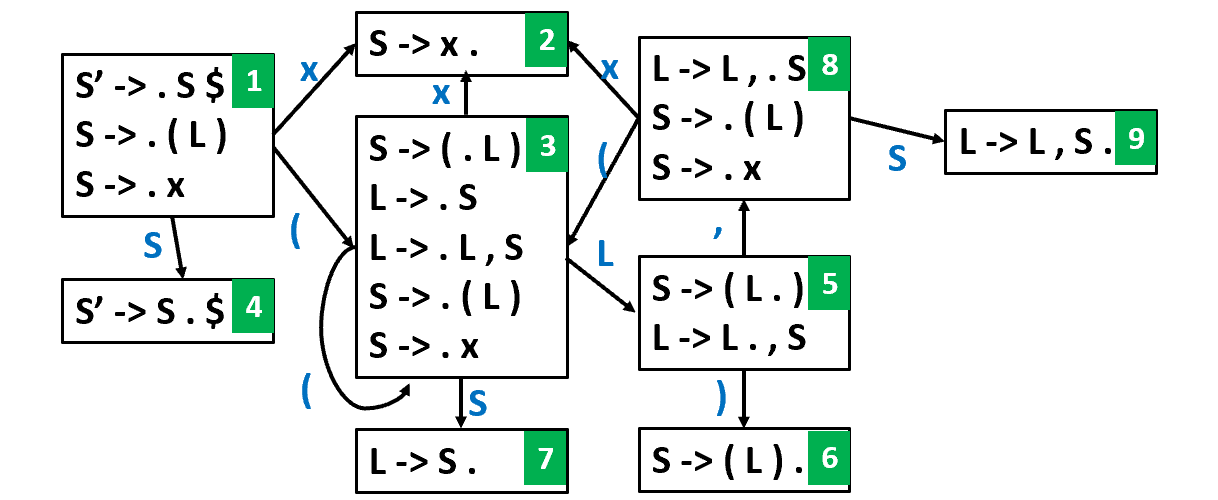 S' -> . S $ 1
S -> . ( L )
S -> . x
x
(
S
S' -> S . $ 4
S -> x . 2
x
S -> ( . L ) 3
L -> . S
L -> . L , S
S -> . ( L )
S -> . x
(
S
L -> S . 7
L -> L , . S 8
S -> . ( L )
S -> . x
x
(
L
,
S -> ( L . ) 5
L -> L . , S
)
S -> ( L ) . 6
S
L -> L , S . 9